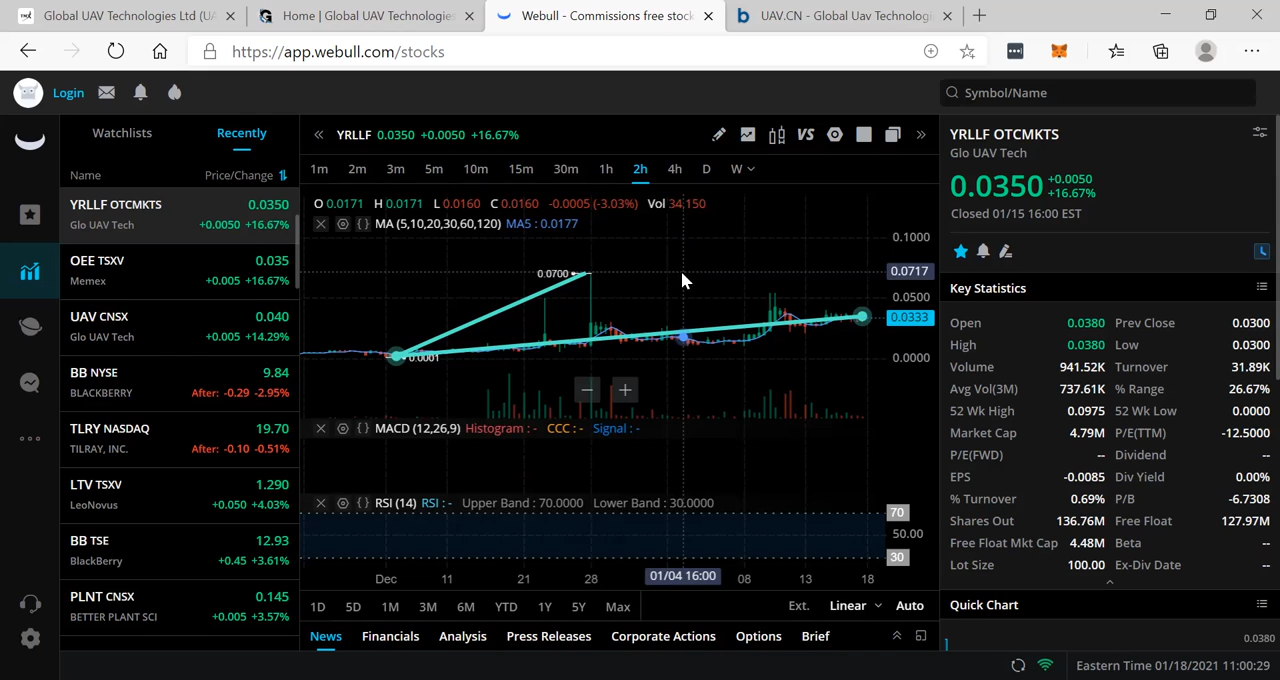 Global UAV Technologies Ltd (UA
Home | Global UAV Technologies
Webull - Commissions free stock
UAV.CN - Global Uav Technologi
https://app.webull.com/stocks
Login
Symbol/Name
Watchlists
Recently
Name
Price/Change
YRLLF OTCMKTS 0.0350
Glo UAV Tech +0.0050 +16.67%
OEE TSXV 0.035
Memex +0.005 +16.67%
UAV CNSX 0.040
Glo UAV Tech +0.005 +14.29%
BB NYSE 9.84
BLACKBERRY After: -0.29 -2.95%
TLRY NASDAQ 19.70
TILRAY, INC. After: -0.10 -0.51%
LTV TSXV 1.290
LeoNovus +0.050 +4.03%
BB TSE 12.93
BlackBerry +0.45 +3.61%
PLNT CNSX 0.145
BETTER PLANT SCI +0.005 +3.57%
YRLLF 0.0350 +0.0050 +16.67%
VS
1m 2m 3m 5m 10m 15m 30m 1h 2h 4h D W
O 0.0171 H 0.0171 L 0.0160 C 0.0160 -0.0005 (-3.03%) Vol 34,150
MA (5,10,20,30,60,120) MA5 : 0.0177
0.1000
0.0717
0.0700
0.0500
0.0333
0.0001
0.0000
MACD (12,26,9) Histogram : - CCC : - Signal : -
RSI (14) RSI : - Upper Band : 70.0000 Lower Band : 30.0000
70
50.00
30
Dec 11 21 28 01/04 16:00 08 13 18
1D 5D 1M 3M 6M YTD 1Y 5Y Max Ext. Linear Auto
News Financials Analysis Press Releases Corporate Actions Options Brief
YRLLF OTCMKTS
Glo UAV Tech
0.0350 +0.0050
+16.67%
Closed 01/15 16:00 EST
L
Key Statistics
Open 0.0380 Prev Close 0.0300
High 0.0380 Low 0.0300
Volume 941.52K Turnover 31.89K
Avg Vol(3M) 737.61K % Range 26.67%
52 Wk High 0.0975 52 Wk Low 0.0000
Market Cap 4.79M P/E(TTM) -12.5000
P/E(FWD) -- Dividend --
EPS -0.0085 Div Yield 0.00%
% Turnover 0.69% P/B -6.7308
Shares Out 136.76M Free Float 127.97M
Free Float Mkt Cap 4.48M Beta --
Lot Size 100.00 Ex-Div Date --
Quick Chart
0.0380
Eastern Time 01/18/2021 11:00:29